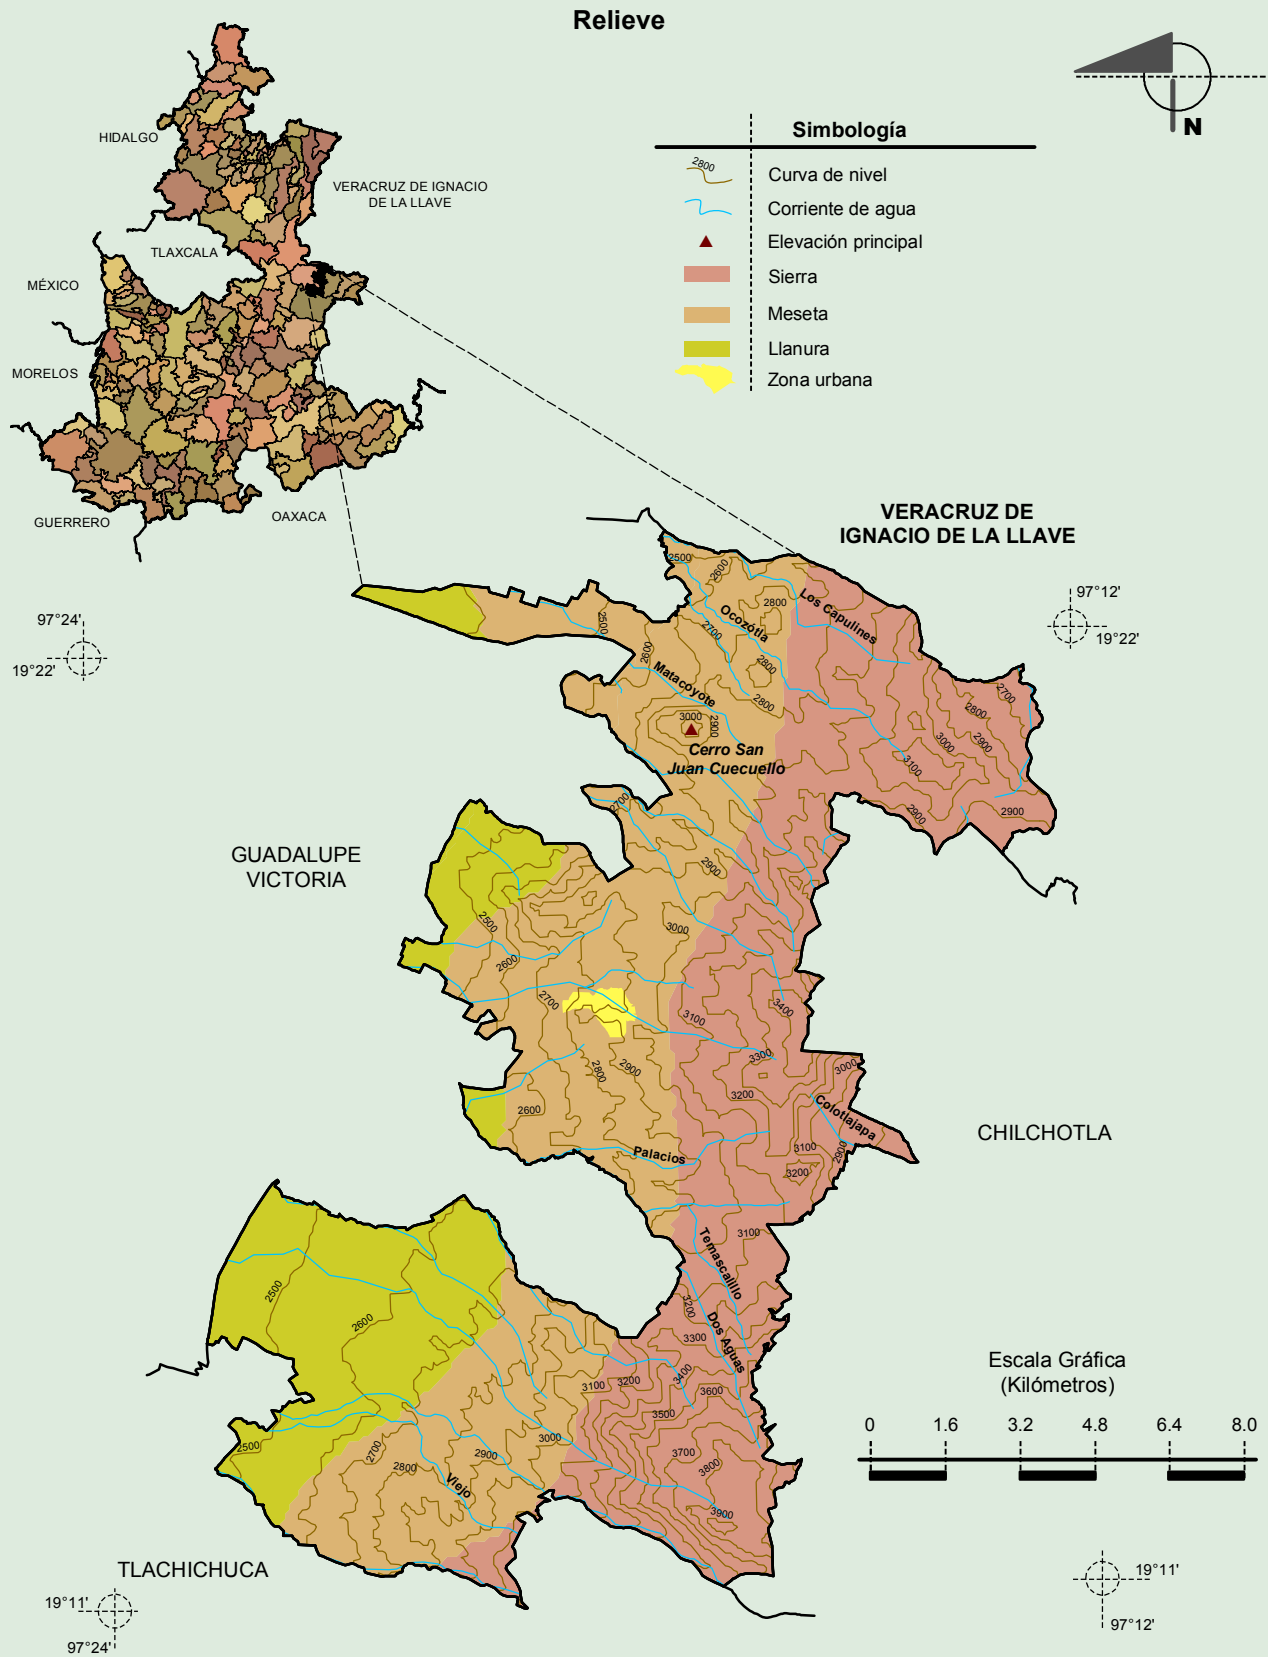 Relieve
N
Simbología
2800
Curva de nivel
Corriente de agua
Elevación principal
Sierra
Meseta
Llanura
Zona urbana
HIDALGO
VERACRUZ DE IGNACIO
DE LA LLAVE
TLAXCALA
MÉXICO
MORELOS
GUERRERO
OAXACA
VERACRUZ DE
IGNACIO DE LA LLAVE
97°24'
19°22'
97°12'
19°22'
2500
2600
2800
Los Capulines
Ocozótla
2700
2500
2600
2800
2800
Matacoyote
3000
2900
Cerro San
Juan Cuecuello
2700
2800
2900
3000
3100
2900
2900
2700
2900
GUADALUPE
VICTORIA
2500
2600
3000
2700
3400
3100
3300
3000
2800
2900
3200
2600
Colotlajapa
CHILCHOTLA
3100
2900
3200
Palacios
3100
Temascalillo
2500
3200
2600
Dos Aguas
3300
3400
3100
3200
3600
3500
3000
3700
2900
3800
2500
2700
2800
Viejo
3900
Escala Gráfica
(Kilómetros)
0 1.6 3.2 4.8 6.4 8.0
TLACHICHUCA
19°11'
97°24'
19°11'
97°12'